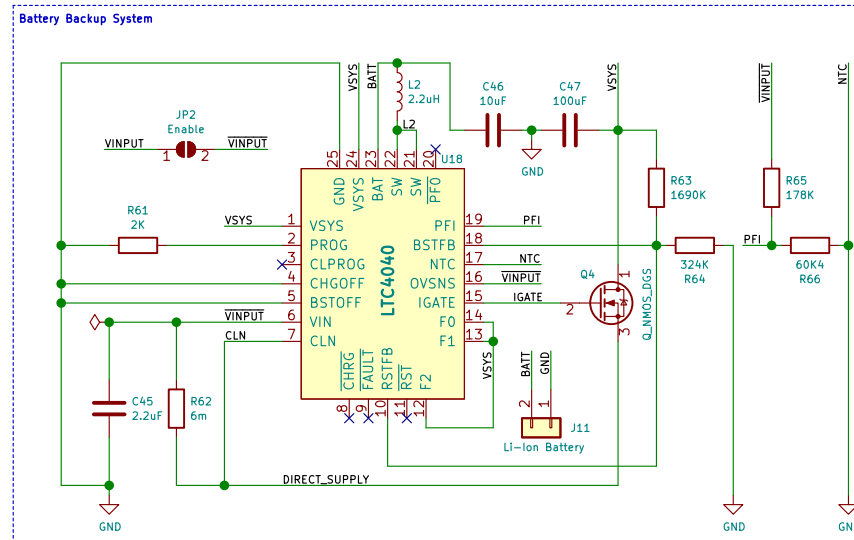 Battery Backup System
JP2
Enable
VINPUT
1
2
VINPUT
VSYS
BATT
L2
2.2uH
L2
C46
10uF
C47
100uF
GND
VSYS
VINPUT
NTC
R63
1690K
R65
178K
25
24
23
22
21
20
U18
GND
VSYS
BAT
SW
SW
PFO
R61
2K
VSYS
1
VSYS
2
PROG
3
CLPROG
4
CHGOFF
5
BSTOFF
VINPUT
6
VIN
CLN
7
CLN
LTC4040
PFI
19
PFI
BSTFB
18
NTC
17
NTC
OVSNS
16
VINPUT
IGATE
15
IGATE
F0
14
F1
13
CHRG
FAULT
RSTFB
RST
F2
8
9
10
11
12
VSYS
Q4
1
2
3
Q_NMOS_DGS
324K
R64
PFI
60K4
R66
BATT
GND
2
1
J11
Li-Ion Battery
C45
2.2uF
R62
6m
DIRECT_SUPPLY
GND
GND
GN